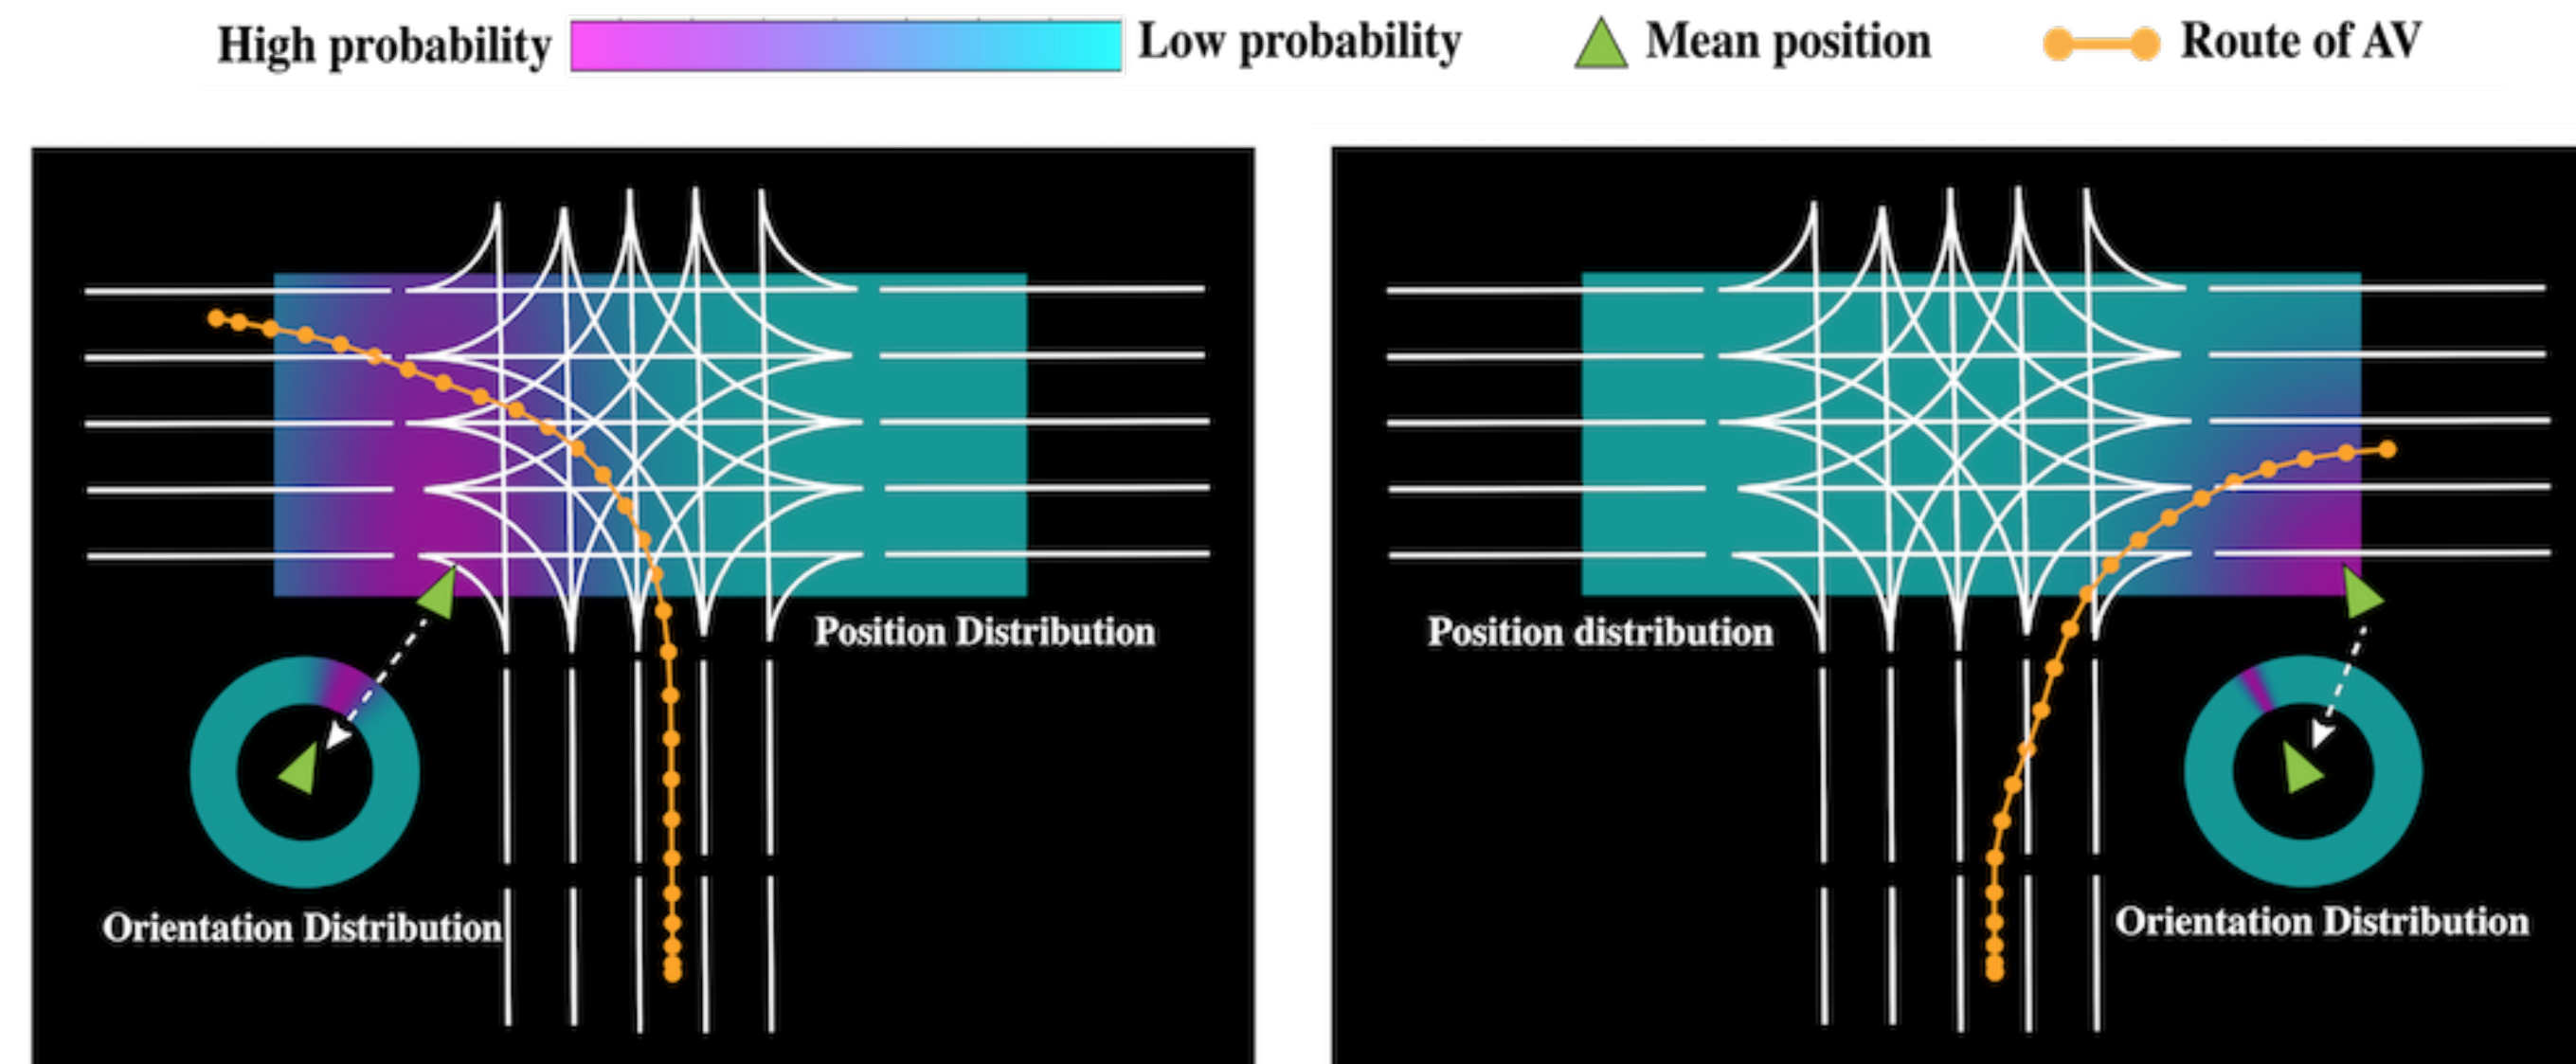 High probability
Low probability
Mean position
Route of AV
Position Distribution
Orientation Distribution
Position distribution
Orientation Distribution